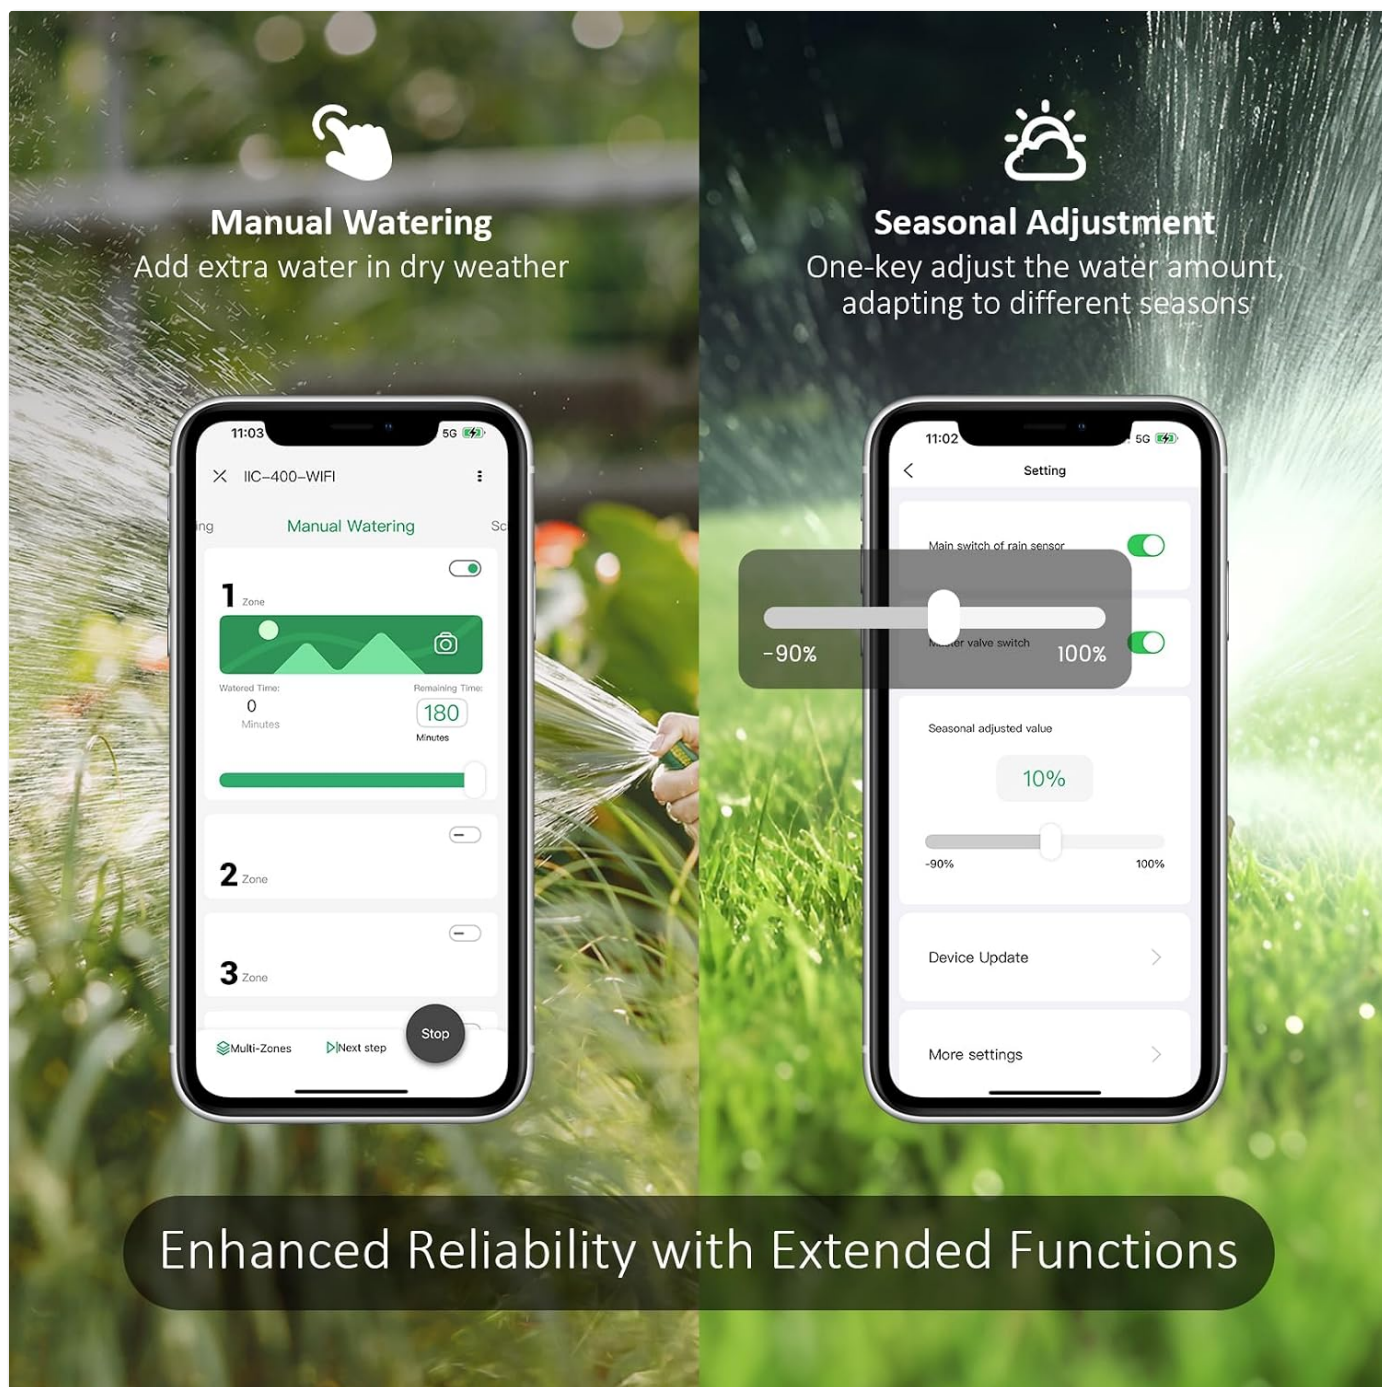 Manual Watering
Add extra water in dry weather
11:03
5G
IIC-400-WIFI
ing
Manual Watering
Sc
1 Zone
Watered Time:
0
Minutes
Remaining Time:
180
Minutes
2 Zone
3 Zone
Multi-Zones
Next step
Stop
Seasonal Adjustment
One-key adjust the water amount,
adapting to different seasons
11:02
5G
Setting
Main switch of rain sensor
-90%
100%
Master valve switch
Seasonal adjusted value
10%
-90%
100%
Device Update
More settings
Enhanced Reliability with Extended Functions